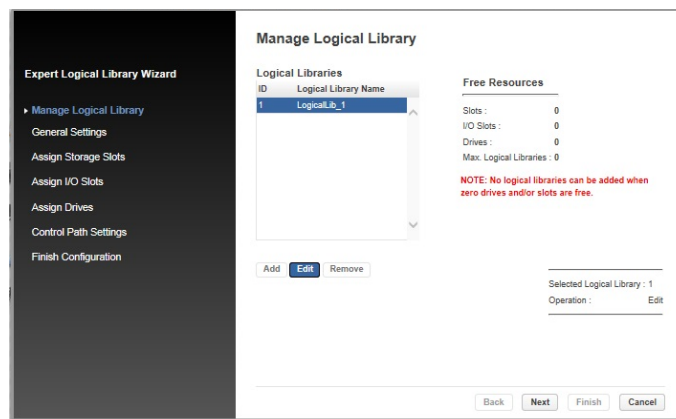 Manage Logical Library
Expert Logical Library Wizard
Manage Logical Library
General Settings
Assign Storage Slots
Assign I/O Slots
Assign Drives
Control Path Settings
Finish Configuration
Logical Libraries
ID Logical Library Name
1 LogicalLib_1
Add Edit Remove
Free Resources
Slots : 0
I/O Slots : 0
Drives : 0
Max. Logical Libraries : 0
NOTE: No logical libraries can be added when
zero drives and/or slots are free.
Selected Logical Library : 1
Operation : Edit
Back Next Finish Cancel